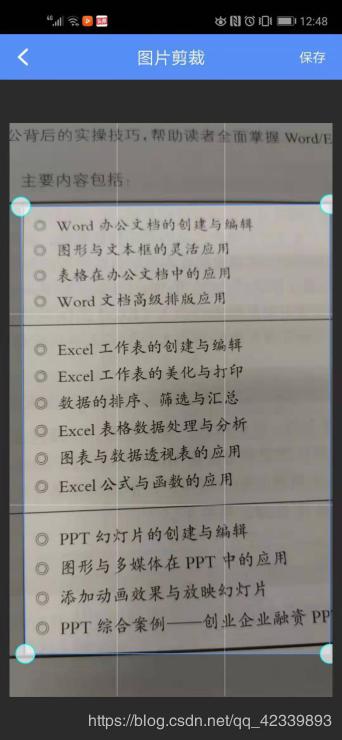 12:48
图片剪裁
保存
公背后的实操技巧，帮助读者全面掌握 Word/E
主要内容包括：
◎ Word 办公文档的创建与编辑
◎ 图形与文本框的灵活应用
◎ 表格在办公文档中的应用
◎ Word 文档高级排版应用
◎ Excel 工作表的创建与编辑
◎ Excel 工作表的美化与打印
◎ 数据的排序、筛选与汇总
◎ Excel 表格数据处理与分析
◎ 图表与数据透视表的应用
◎ Excel 公式与函数的应用
◎ PPT 幻灯片的创建与编辑
◎ 图形与多媒体在 PPT 中的应用
◎ 添加动画效果与放映幻灯片
◎ PPT 综合案例——创业企业融资 PP
https://blog.csdn.net/qq_42339893